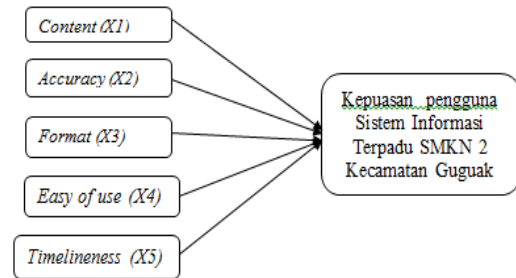 Content (X1)
Accuracy (X2)
Format (X3)
Easy of use (X4)
Timelineness (X5)
Kepuasan pengguna
Sistem Informasi
Terpadu SMKN 2
Kecamatan Guguak